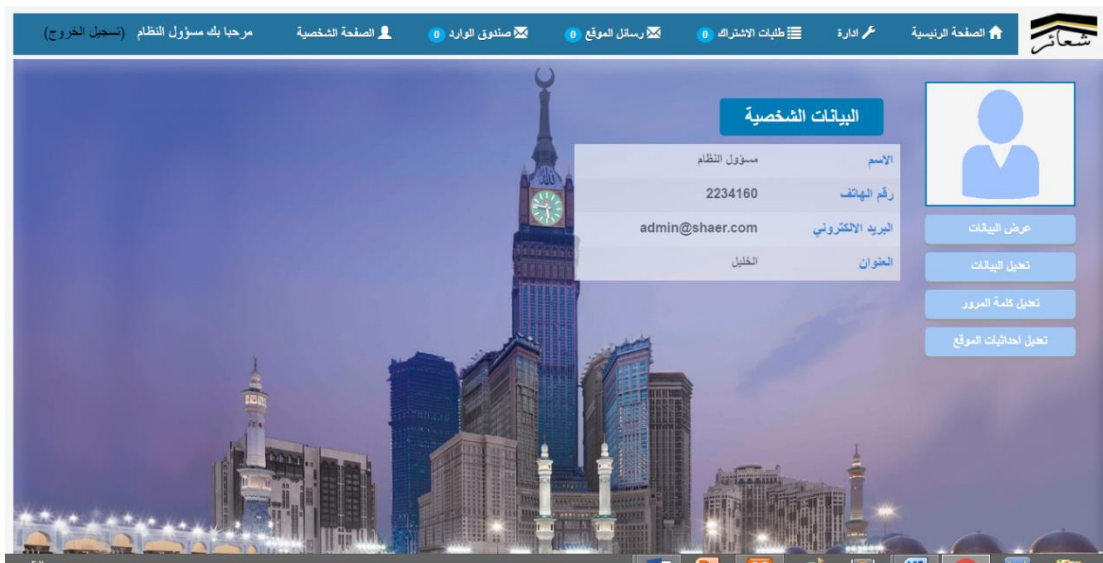 شعائر
الصفحة الرئيسية
ادارة
طلبات الاشتراك 0
رسائل الموقع 0
صندوق الوارد 0
الصفحة الشخصية
مرحبا بك مسؤول النظام (تسجيل الخروج)
البيانات الشخصية
الاسم مسؤول النظام
رقم الهاتف 2234160
البريد الالكتروني admin@shaer.com
العنوان الخليل
عرض البيانات
تعديل البيانات
تعديل كلمة المرور
تعديل احداثيات الموقع